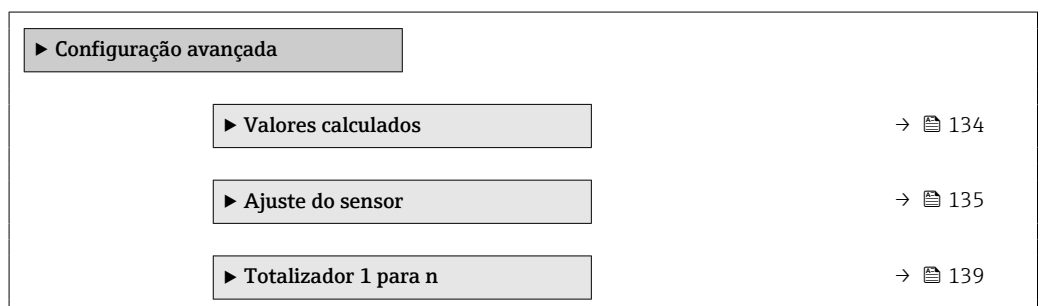 ▶ Configuração avançada
▶ Valores calculados → 134
▶ Ajuste do sensor → 135
▶ Totalizador 1 para n → 139